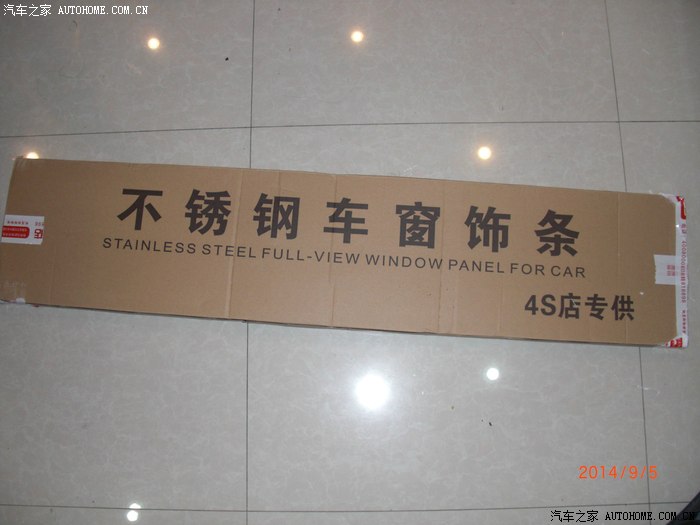 汽车之家 AUTOHOME.COM.CN
不锈钢车窗饰条
STAINLESS STEEL FULL-VIEW WINDOW PANEL FOR CAR
4S店专供
2014/9/5
汽车之家 AUTOHOME.COM.CN